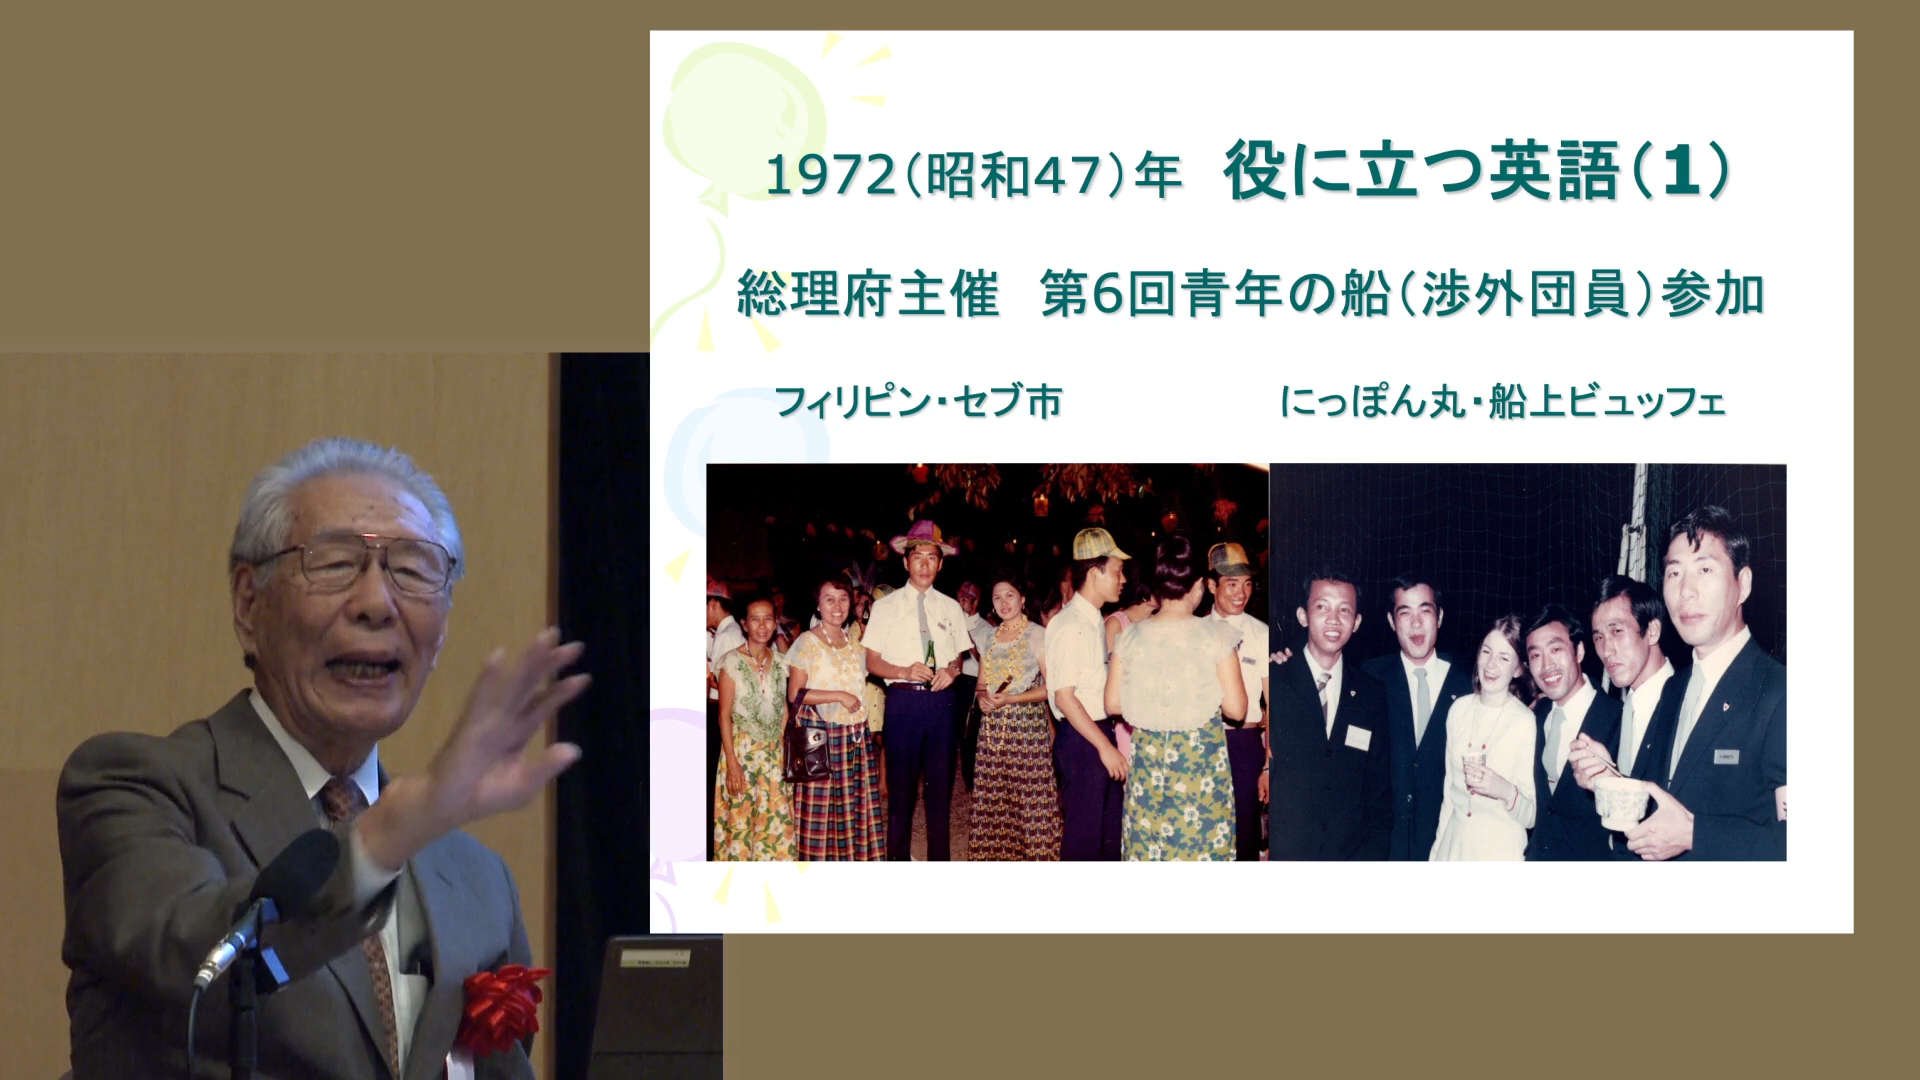 1972（昭和47）年　役に立つ英語（1）
総理府主催　第6回青年の船（渉外団員）参加
フィリピン・セブ市　にっぽん丸・船上ビュッフェ